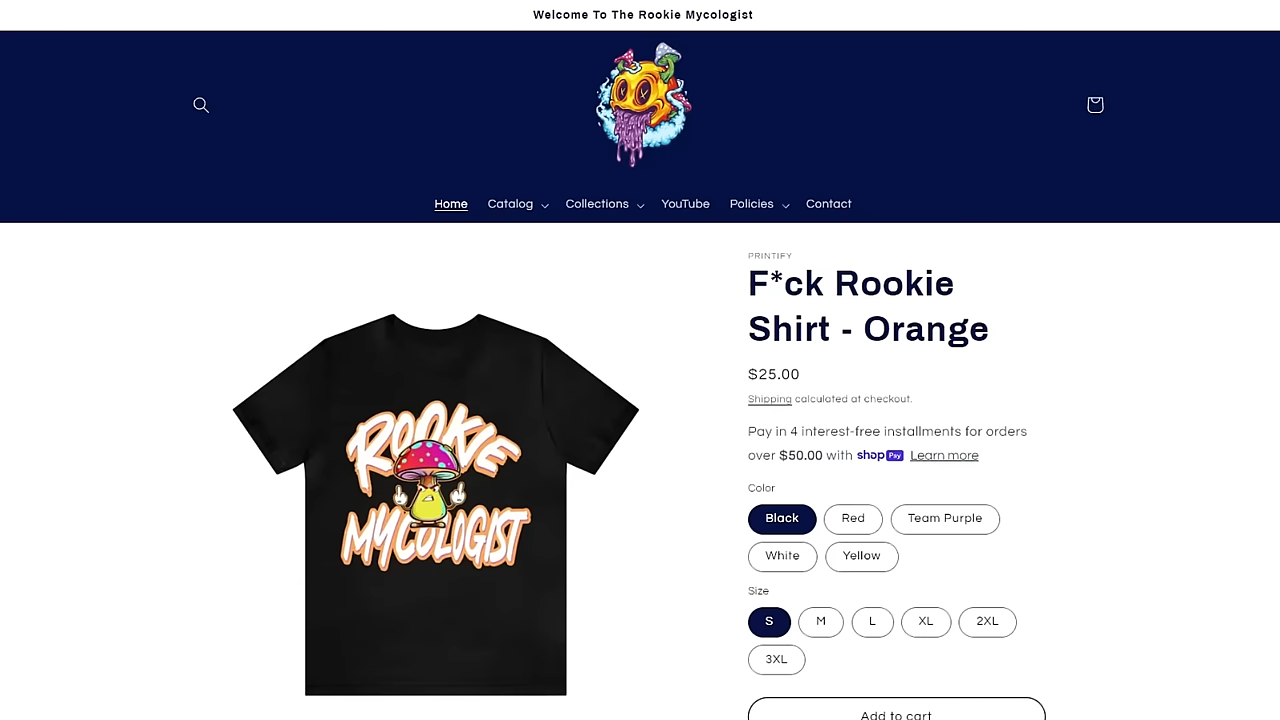 Welcome To The Rookie Mycologist
Home
Catalog
Collections
YouTube
Policies
Contact
PRINTIFY
F*ck Rookie
Shirt - Orange
$25.00
Shipping calculated at checkout.
Pay in 4 interest-free installments for orders
over $50.00 with shop Pay Learn more
Color
Black
Red
Team Purple
White
Yellow
Size
S
M
L
XL
2XL
3XL
Add to cart
ROOKIE
MYCOLOGIST